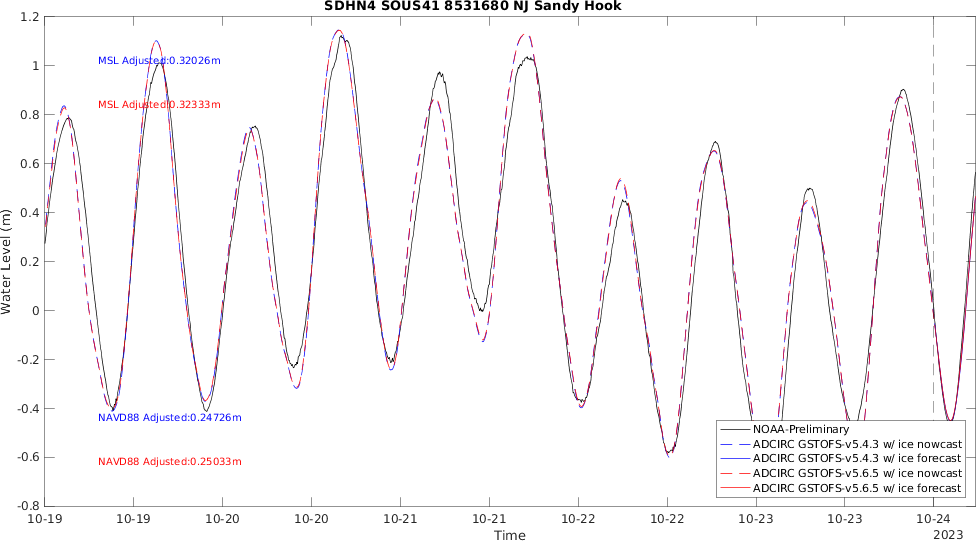 SDHN4 SOUS41 8531680 NJ Sandy Hook
1.2
1
0.8
0.6
0.4
0.2
0
-0.2
-0.4
-0.6
-0.8
Water Level (m)
MSL Adjusted:0.32026m
MSL Adjusted:0.32333m
NAVD88 Adjusted:0.24726m
NAVD88 Adjusted:0.25033m
NOAA-Preliminary
ADCIRC GSTOFS-v5.4.3 w/ ice nowcast
ADCIRC GSTOFS-v5.4.3 w/ ice forecast
ADCIRC GSTOFS-v5.6.5 w/ ice nowcast
ADCIRC GSTOFS-v5.6.5 w/ ice forecast
10-19 10-19 10-20 10-20 10-21 10-21 10-22 10-22 10-23 10-23 10-24
Time
2023